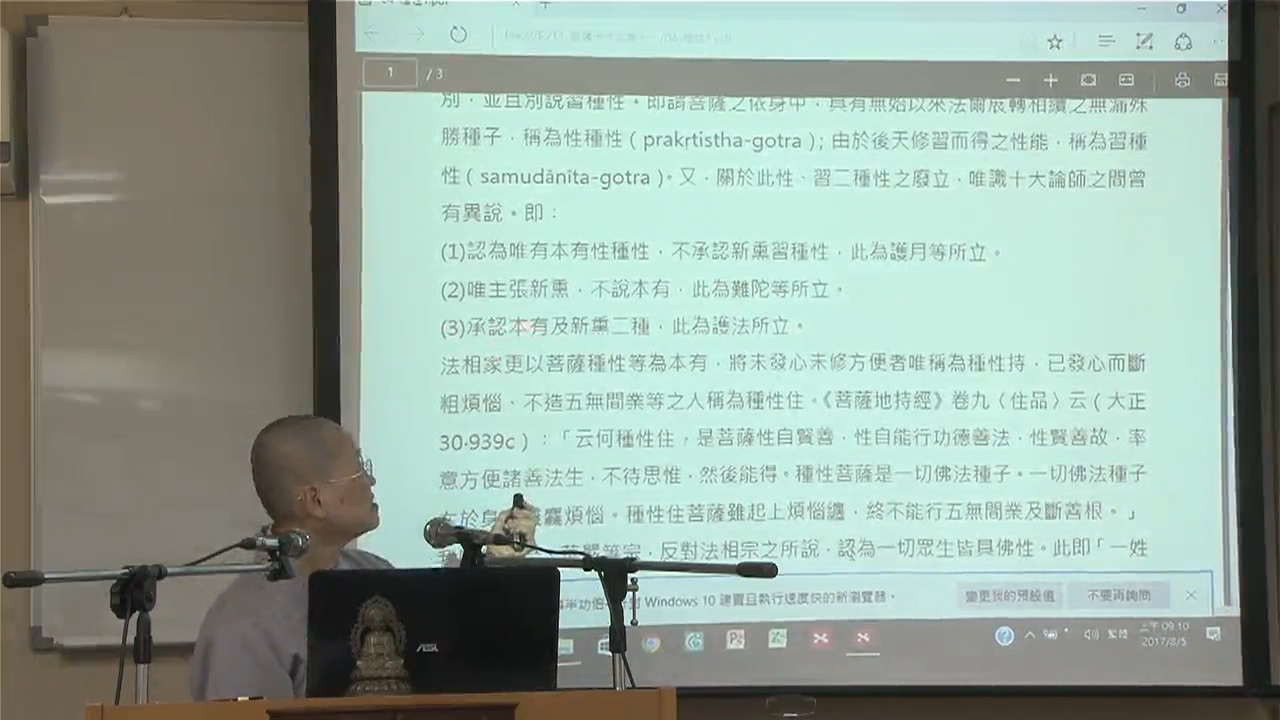 1 / 3
別，並且別說習種性。即謂菩薩之依身中，具有無始以來法爾展轉相續之無漏殊
勝種子，稱為性種性（prakṛtistha-gotra）；由於後天修習而得之性能，稱為習種
性（samudānīta-gotra）。又，關於此性、習二種性之廢立，唯識十大論師之間曾
有異說。即：
(1)認為唯有本有性種性，不承認新熏習種性，此為護月等所立。
(2)唯主張新熏，不說本有，此為難陀等所立。
(3)承認本有及新熏二種，此為護法所立。
法相家更以菩薩種性等為本有，將未發心未修方便者唯稱為種性持，已發心而斷
粗煩惱、不造五無間業等之人稱為種性住。《菩薩地持經》卷九〈住品〉云（大正
30·939c）：「云何種性住，是菩薩性自賢善，性自能行功德善法，性賢善故，率
意方便諸善法生，不待思惟，然後能得。種性菩薩是一切佛法種子。一切佛法種子
在於身 麤煩惱。種性住菩薩雖起上煩惱纏，終不能行五無間業及斷善根。」
華嚴等宗，反對法相宗之所說，認為一切眾生皆具佛性。此即「一姓
Windows 10 建置且執行速度快的新瀏覽器。 變更我的預設值 不要再詢問
上午 09:10
2017/8/5
ASUS